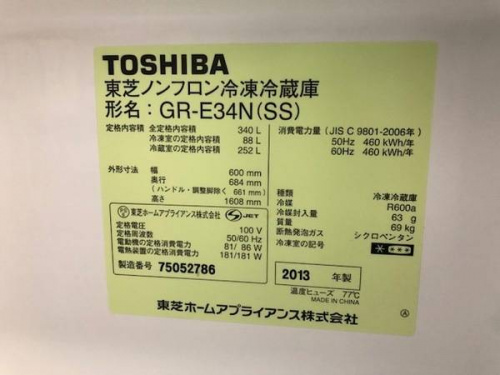 TOSHIBA
東芝ノンフロン冷凍冷蔵庫
形名：GR-E34N(SS)
定格内容積 全定格内容積 340 L
冷凍室の定格内容積 88 L
冷蔵室の定格内容積 252 L
消費電力量 (JIS C 9801-2006年)
50Hz 460 kWh/年
60Hz 460 kWh/年
外形寸法 幅 600 mm
奥行 684 mm
(ハンドル・調整脚除く 661 mm)
高さ 1608 mm
種類 冷凍冷蔵庫
冷媒 R600a
冷媒封入量 63 g
質量 69 kg
断熱発泡ガス シクロペンタン
冷凍室の記号
東芝ホームアプライアンス株式会社 JET
定格電圧 100 V
定格周波数 50/60 Hz
電動機の定格消費電力 81/ 88 W
電熱装置の定格消費電力 181/181 W
製造番号 75052786
2013 年製
温度ヒューズ 77℃
MADE IN CHINA
東芝ホームアプライアンス株式会社
Ⓐ